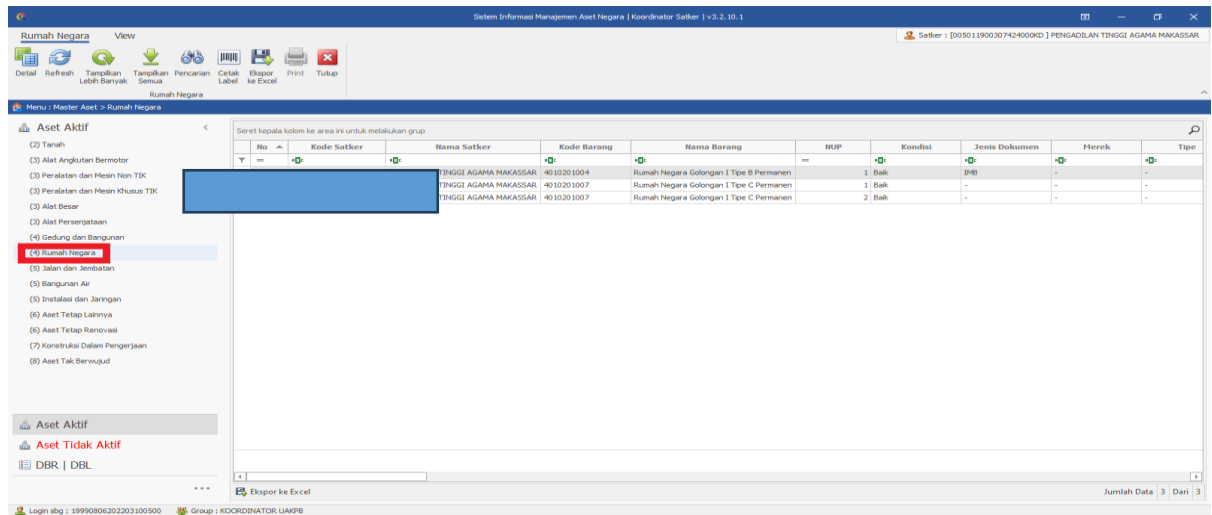 Sistem Informasi Manajemen Aset Negara | Koordinator Satker | v3.2.10.1
Rumah Negara View
Satker : [005011900307424000KD ] PENGADILAN TINGGI AGAMA MAKASSAR
Detail Refresh Tampilkan Lebih Banyak Tampilkan Semua Pencarian Cetak Label Ekspor ke Excel Print Tutup
Rumah Negara
Menu : Master Aset > Rumah Negara
Aset Aktif
Seret kepala kolom ke area ini untuk melakukan grup
No Kode Satker Nama Satker Kode Barang Nama Barang NUP Kondisi Jenis Dokumen Merek Tipe
TINGGI AGAMA MAKASSAR 4010201004 Rumah Negara Golongan I Tipe B Permanen 1 Baik IMB - -
TINGGI AGAMA MAKASSAR 4010201007 Rumah Negara Golongan I Tipe C Permanen 1 Baik - - -
TINGGI AGAMA MAKASSAR 4010201007 Rumah Negara Golongan I Tipe C Permanen 2 Baik - - -
(2) Tanah
(3) Alat Angkutan Bermotor
(3) Peralatan dan Mesin Non TIK
(3) Peralatan dan Mesin Khusus TIK
(3) Alat Besar
(3) Alat Persenjataan
(4) Gedung dan Bangunan
(4) Rumah Negara
(5) Jalan dan Jembatan
(5) Bangunan Air
(5) Instalasi dan Jaringan
(6) Aset Tetap Lainnya
(6) Aset Tetap Renovasi
(7) Konstruksi Dalam Pengerjaan
(8) Aset Tak Berwujud
Aset Aktif
Aset Tidak Aktif
DBR | DBL
Ekspor ke Excel
Jumlah Data 3 Dari 3
Login sbg : 199908062022031005​00 Group : KOORDINATOR UAKPB